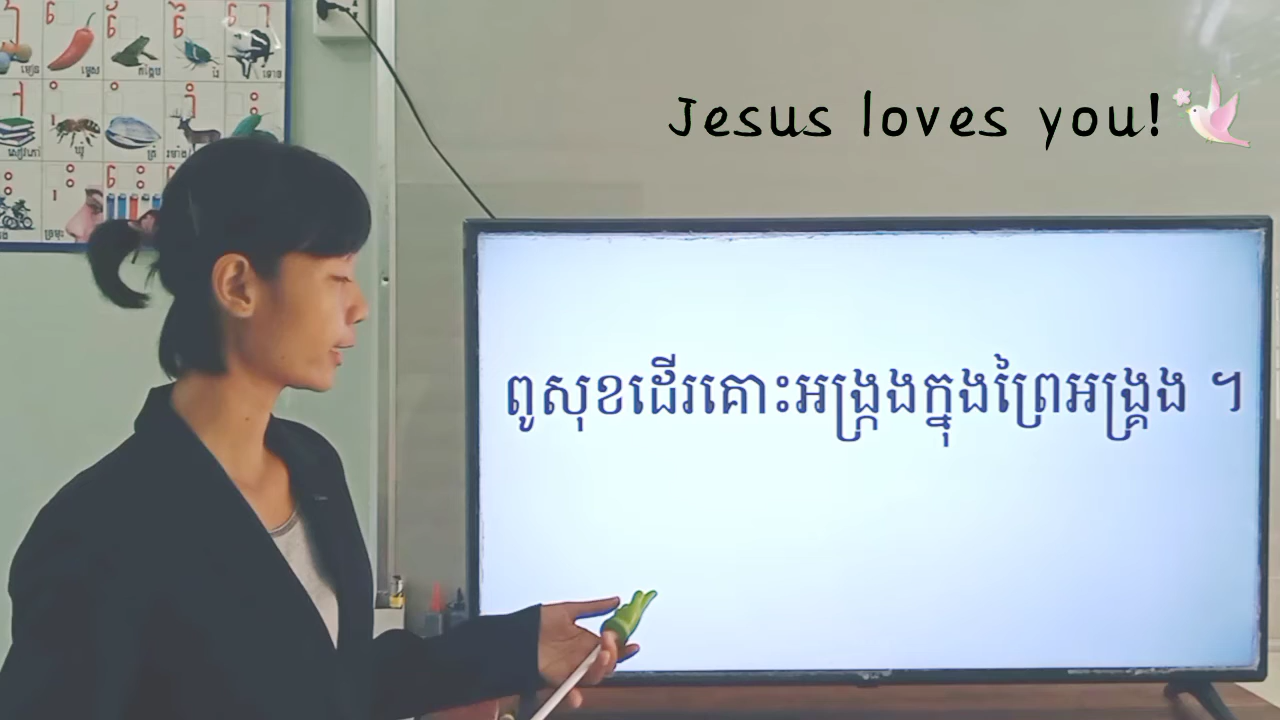 Jesus loves you!
ពូសុខដើរគោះអង្ក្រងក្នុងព្រៃអង្គ្រង ។